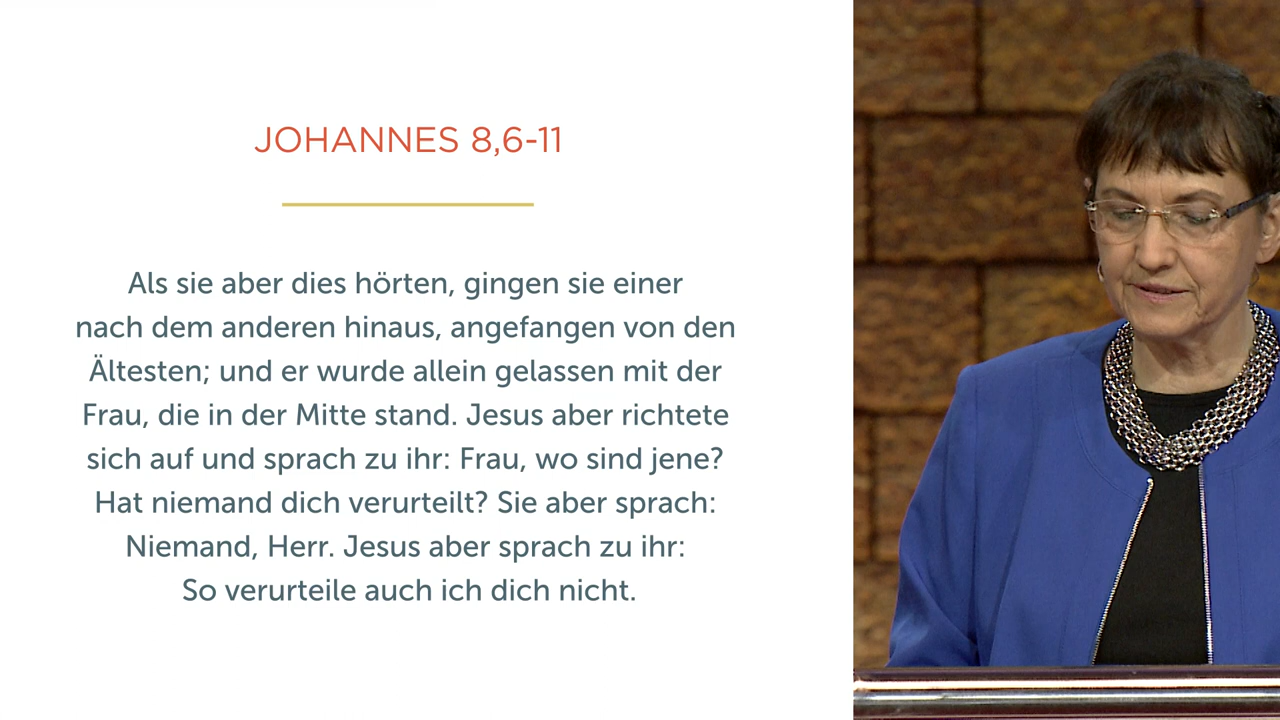 JOHANNES 8,6-11
Als sie aber dies hörten, gingen sie einer
nach dem anderen hinaus, angefangen von den
Ältesten; und er wurde allein gelassen mit der
Frau, die in der Mitte stand. Jesus aber richtete
sich auf und sprach zu ihr: Frau, wo sind jene?
Hat niemand dich verurteilt? Sie aber sprach:
Niemand, Herr. Jesus aber sprach zu ihr:
So verurteile auch ich dich nicht.